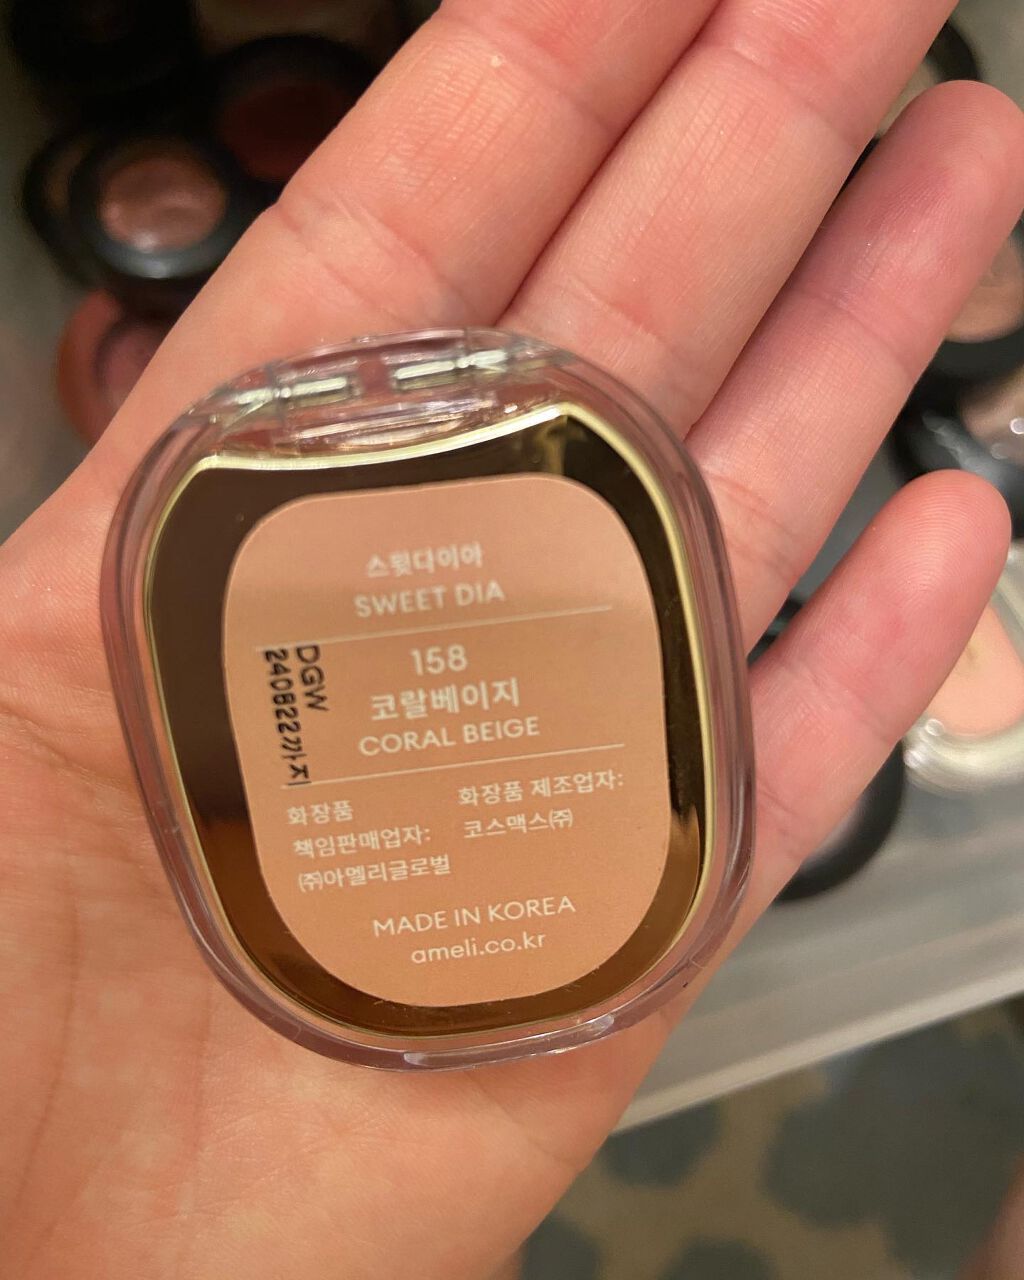 스윗다이아
SWEET DIA
158
코랄베이지
CORAL BEIGE
DGW
240822까지
화장품
책임판매업자:
㈜아멜리글로벌
화장품 제조업자:
코스맥스㈜
MADE IN KOREA
ameli.co.kr